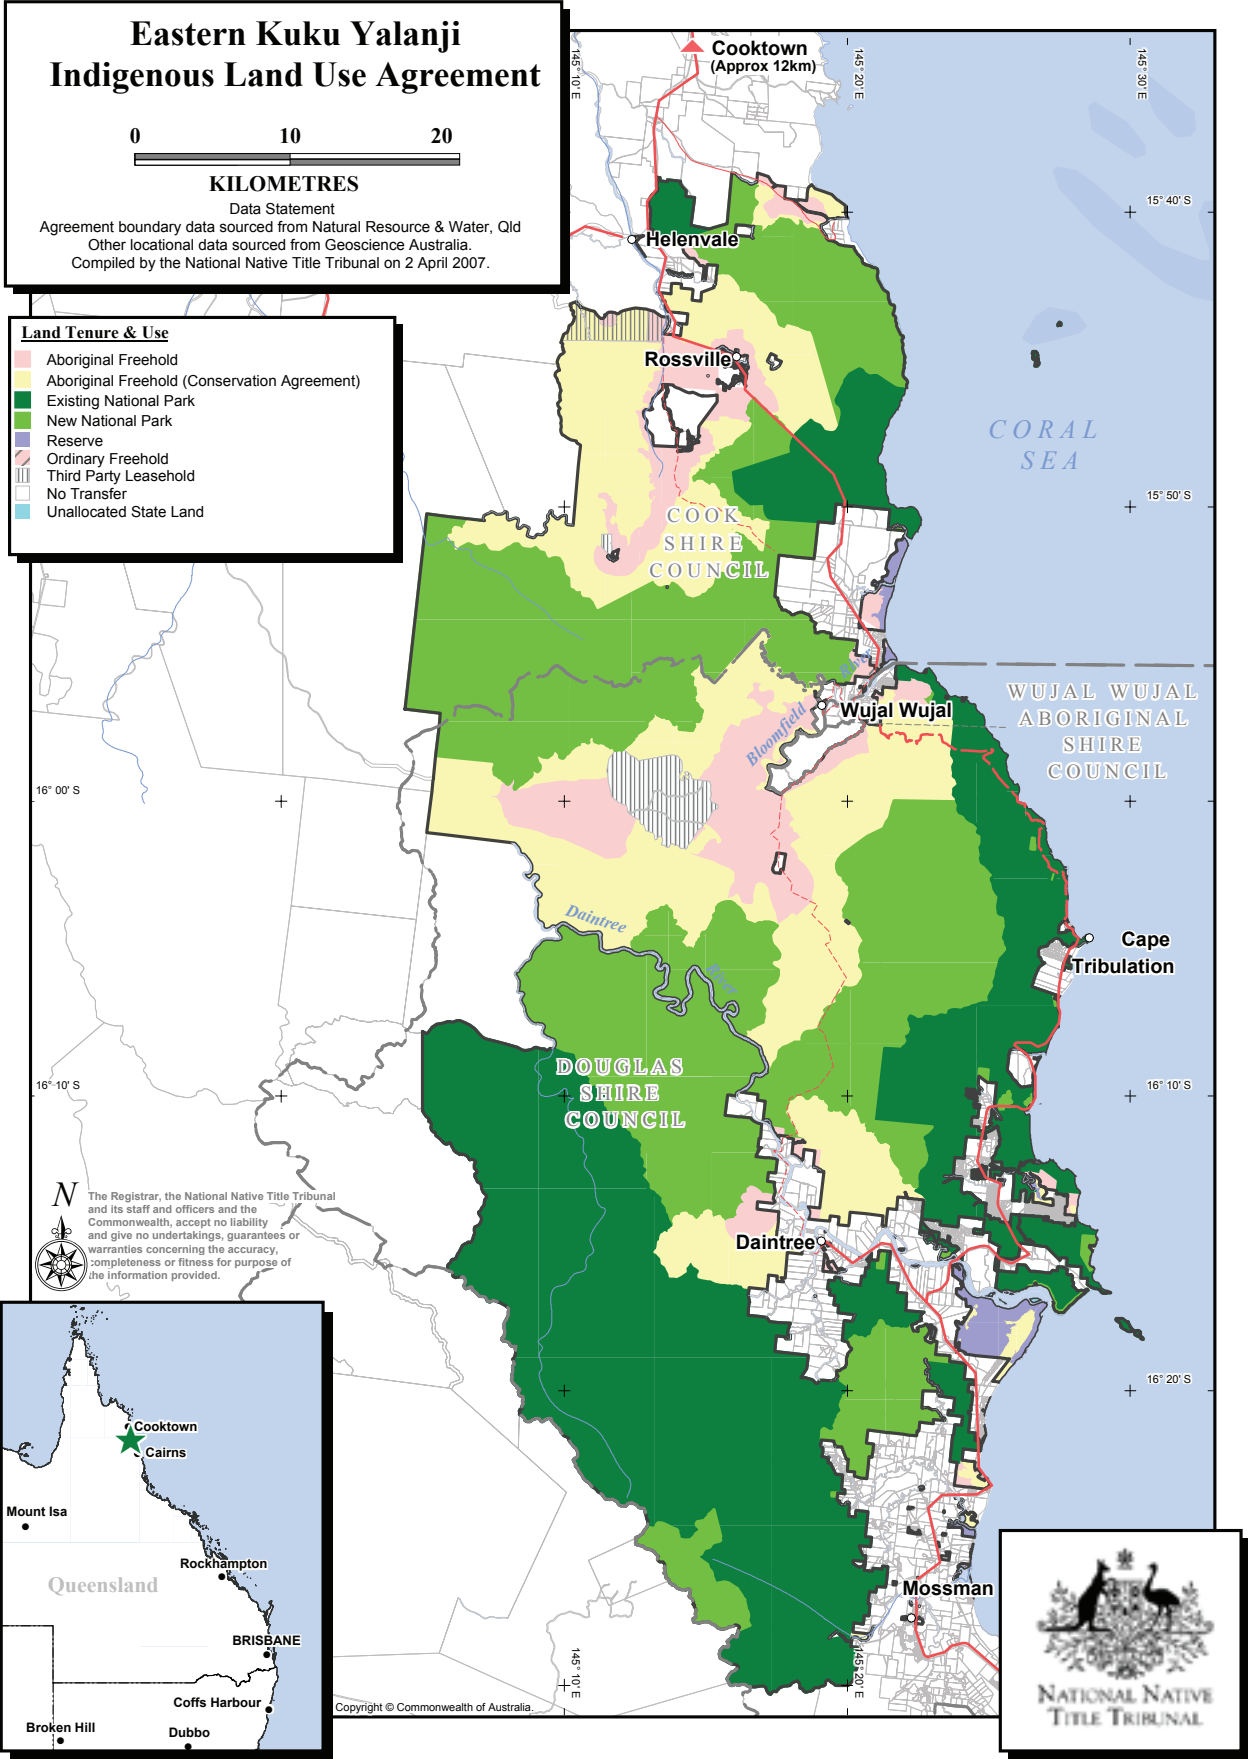 Eastern Kuku Yalanji
Indigenous Land Use Agreement
0 10 20
KILOMETRES
Data Statement
Agreement boundary data sourced from Natural Resource & Water, Qld
Other locational data sourced from Geoscience Australia.
Compiled by the National Native Title Tribunal on 2 April 2007.
Land Tenure & Use
Aboriginal Freehold
Aboriginal Freehold (Conservation Agreement)
Existing National Park
New National Park
Reserve
Ordinary Freehold
Third Party Leasehold
No Transfer
Unallocated State Land
Cooktown
(Approx 12km)
145° 10' E
145° 20' E
145° 30' E
15° 40' S
Helenvale
Rossville
CORAL
SEA
15° 50' S
COOK
SHIRE
COUNCIL
River
Bloomfield
Wujal Wujal
WUJAL WUJAL
ABORIGINAL
SHIRE
COUNCIL
16° 00' S
Daintree
River
Cape
Tribulation
DOUGLAS
SHIRE
COUNCIL
16° 10' S
16° 10' S
N
The Registrar, the National Native Title Tribunal
and its staff and officers and the
Commonwealth, accept no liability
and give no undertakings, guarantees or
warranties concerning the accuracy,
completeness or fitness for purpose of
the information provided.
Daintree
16° 20' S
Mossman
145° 10' E
145° 20' E
Cooktown
Cairns
Mount Isa
Rockhampton
Queensland
BRISBANE
Coffs Harbour
Broken Hill
Dubbo
Copyright © Commonwealth of Australia.
NATIONAL NATIVE
TITLE TRIBUNAL